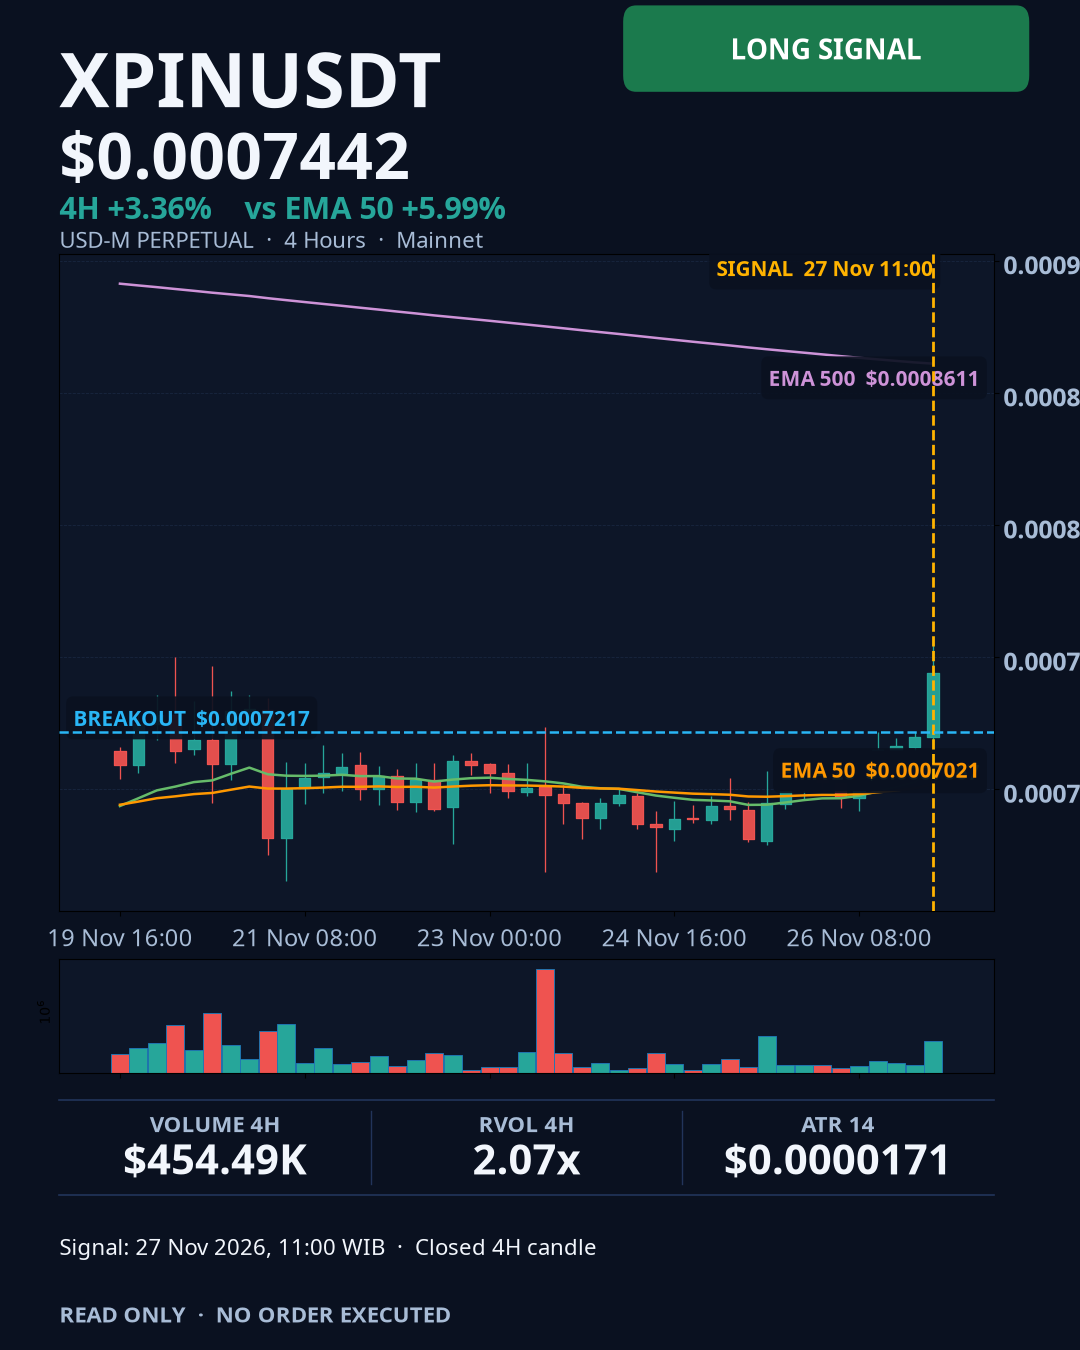 LONG SIGNAL
XPINUSDT
$0.0007442
4H +3.36% vs EMA 50 +5.99%
USD-M PERPETUAL · 4 Hours · Mainnet
SIGNAL 27 Nov 11:00
0.0009
EMA 500 $0.0008611
0.0008
0.0008
0.0007
BREAKOUT $0.0007217
EMA 50 $0.0007021
0.0007
19 Nov 16:00 21 Nov 08:00 23 Nov 00:00 24 Nov 16:00 26 Nov 08:00
10⁶
VOLUME 4H RVOL 4H ATR 14
$454.49K 2.07x $0.0000171
Signal: 27 Nov 2026, 11:00 WIB · Closed 4H candle
READ ONLY · NO ORDER EXECUTED